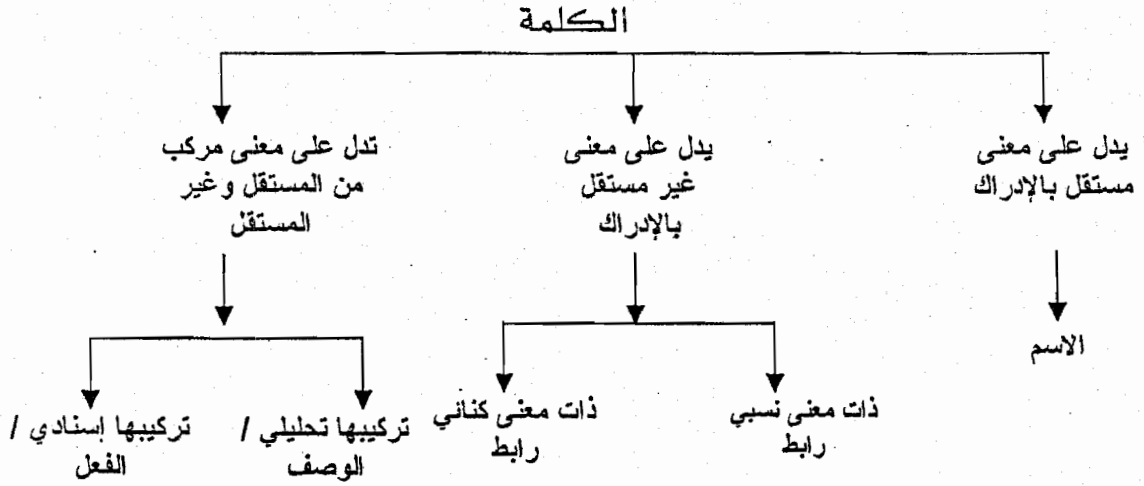 الكلمة
يدل على معنى
مستقل بالإدراك
يدل على معنى
غير مستقل
بالإدراك
تدل على معنى مركب
من المستقل وغير
المستقل
الاسم
ذات معنى نسبي
رابط
ذات معنى كنائي
رابط
تركيبها تحليلي /
الوصف
تركيبها إسنادي /
الفعل